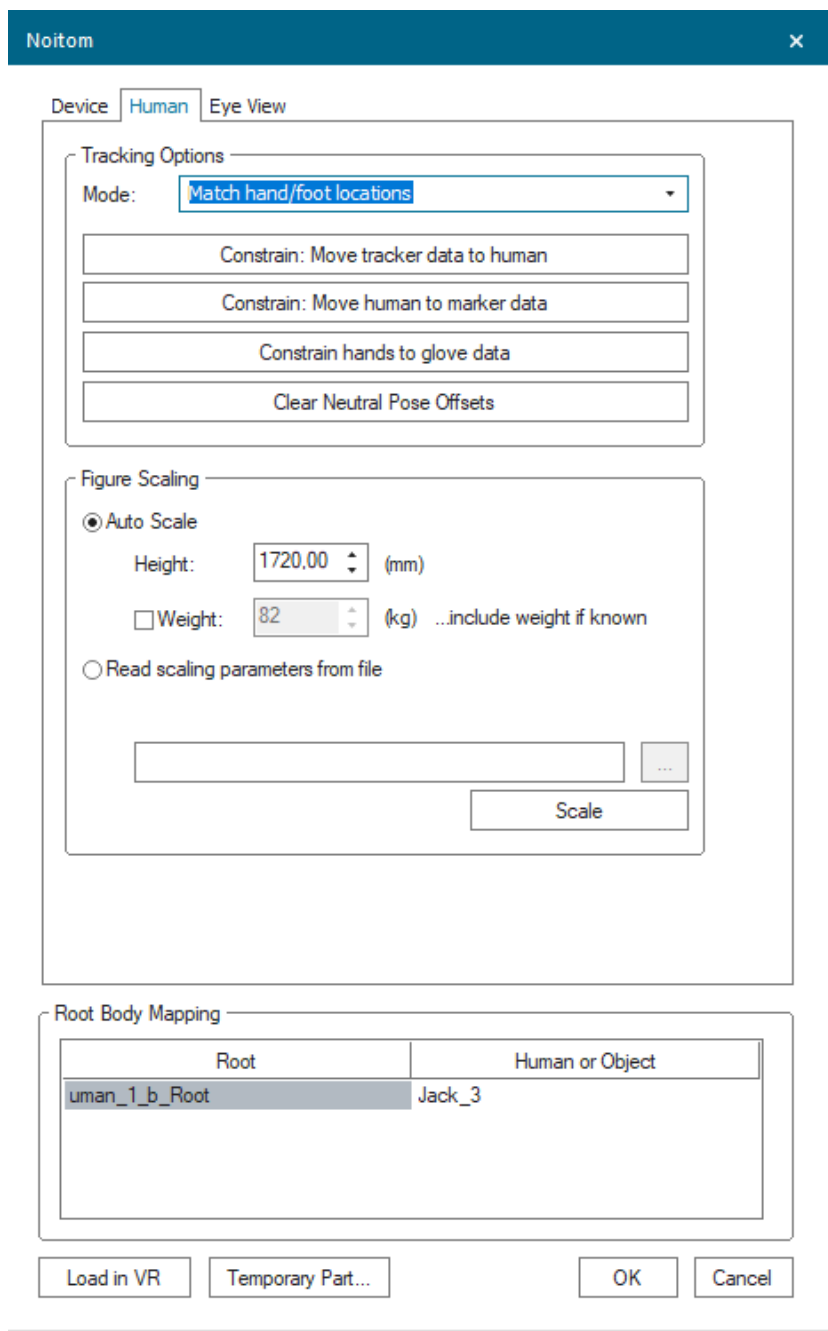 Noitom
Device Human Eye View
Tracking Options
Mode: Match hand/foot locations
Constrain: Move tracker data to human
Constrain: Move human to marker data
Constrain hands to glove data
Clear Neutral Pose Offsets
Figure Scaling
Auto Scale
Height: 1720,00 (mm)
Weight: 82 (kg) ...include weight if known
Read scaling parameters from file
...
Scale
Root Body Mapping
Root Human or Object
uman_1_b_Root Jack_3
Load in VR Temporary Part... OK Cancel